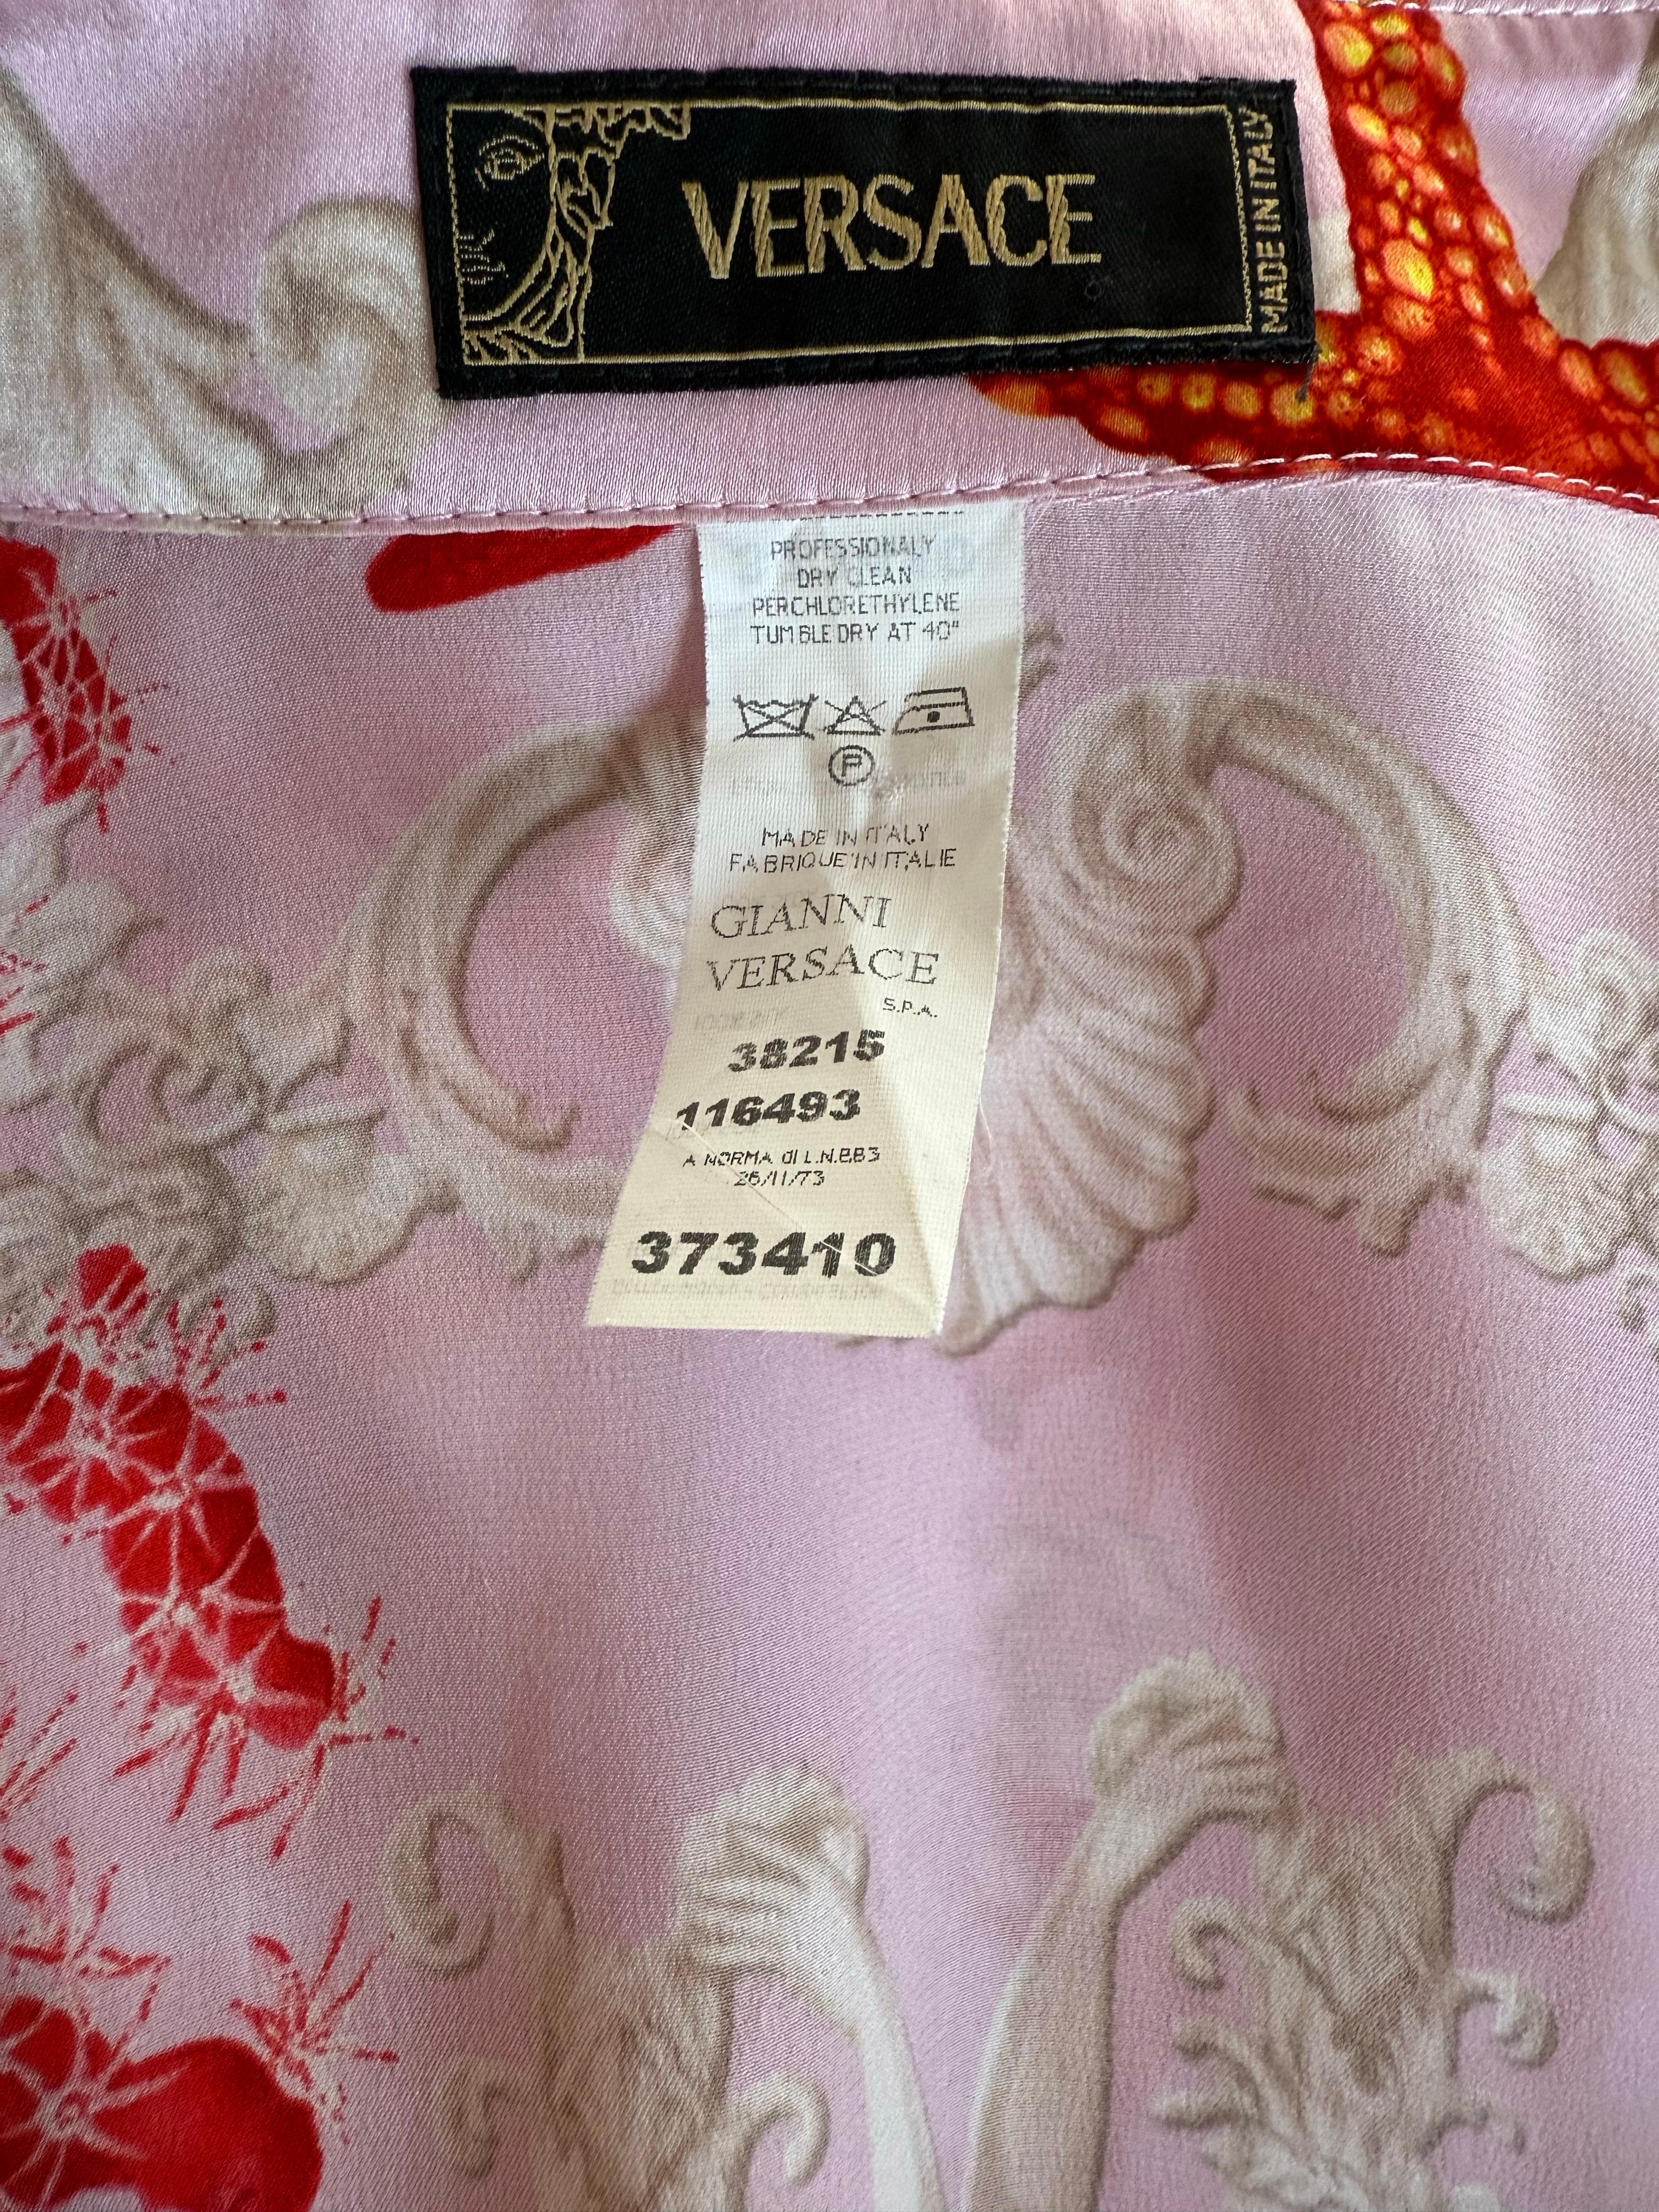 VERSACE
MADE IN ITALY
PROFESSIONALY
DRY CLEAN
PERCHLORETHYLENE
TUMBLE DRY AT 40"
P
MADE IN ITALY
FABRIQUE' IN ITALIE
GIANNI
VERSACE
S.P.A.
38215
116493
A NORMA di L.N.883
26/11/73
373410